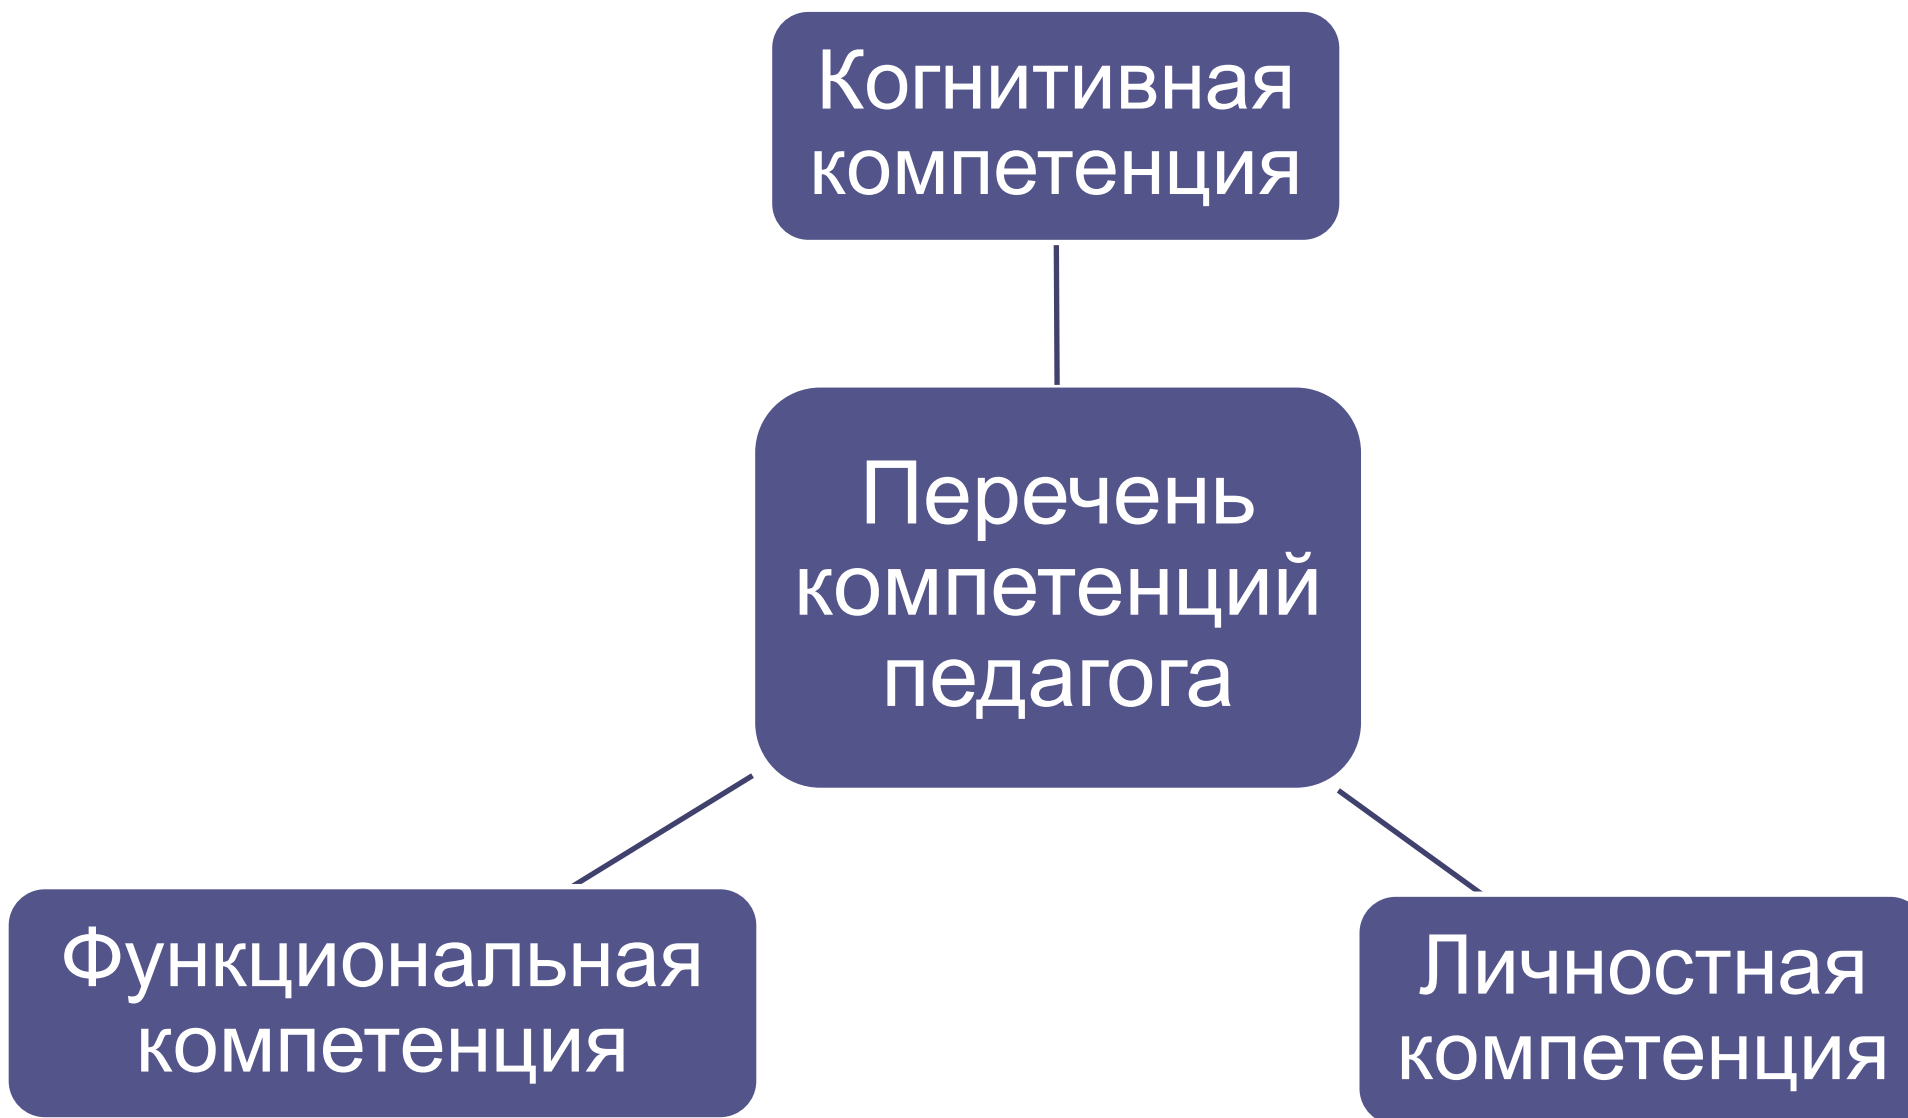 Когнитивная
компетенция
Перечень
компетенций
педагога
Функциональная
компетенция
Личностная
компетенция